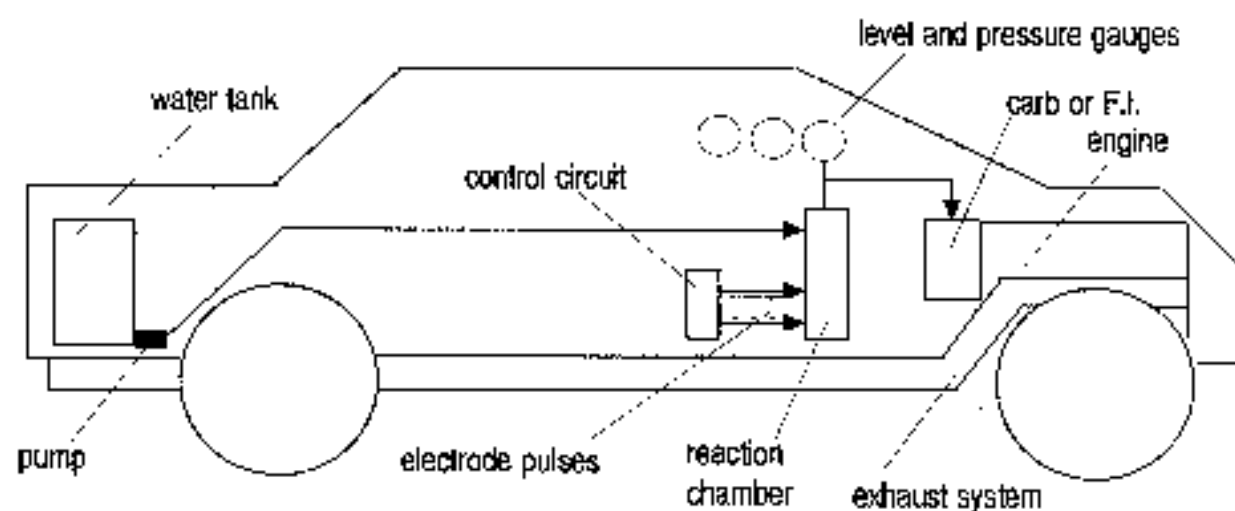 level and pressure gauges
water tank
carb or F.I.
engine
control circuit
pump
electrode pulses
reaction
chamber
exhaust system